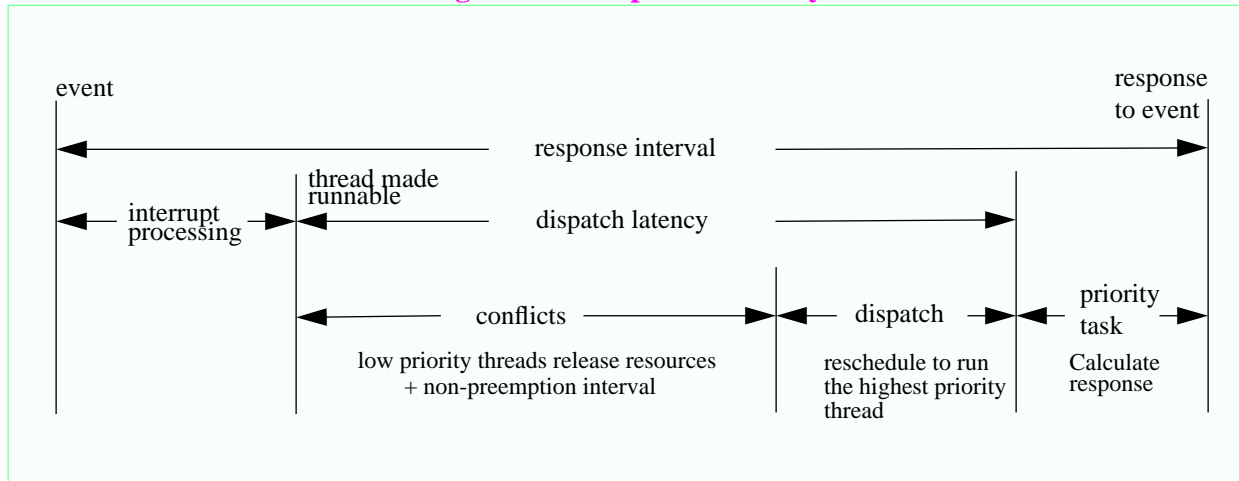 event
response
to event
response interval
thread made
runnable
interrupt
processing
dispatch latency
conflicts
dispatch
priority
task
low priority threads release resources
+ non-preemption interval
reschedule to run
the highest priority
thread
Calculate
response